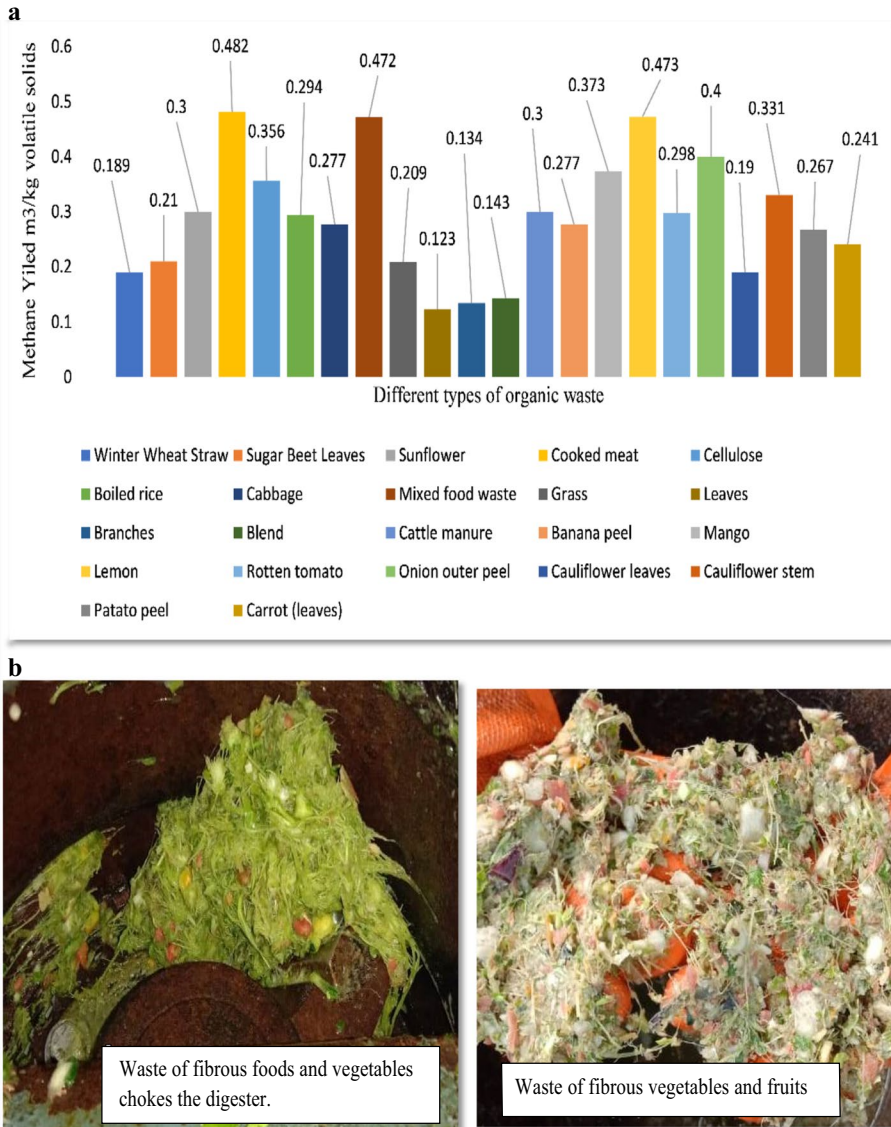 a
Methane Yiled m3/kg volatile solids
0.6
0.5
0.4
0.3
0.2
0.1
0
0.189
0.21
0.3
0.482
0.356
0.294
0.277
0.472
0.209
0.123
0.134
0.143
0.3
0.277
0.373
0.473
0.298
0.4
0.19
0.331
0.267
0.241
Different types of organic waste
Winter Wheat Straw Sugar Beet Leaves Sunflower Cooked meat Cellulose
Boiled rice Cabbage Mixed food waste Grass Leaves
Branches Blend Cattle manure Banana peel Mango
Lemon Rotten tomato Onion outer peel Cauliflower leaves Cauliflower stem
Patato peel Carrot (leaves)
b
Waste of fibrous foods and vegetables
chokes the digester.
Waste of fibrous vegetables and fruits